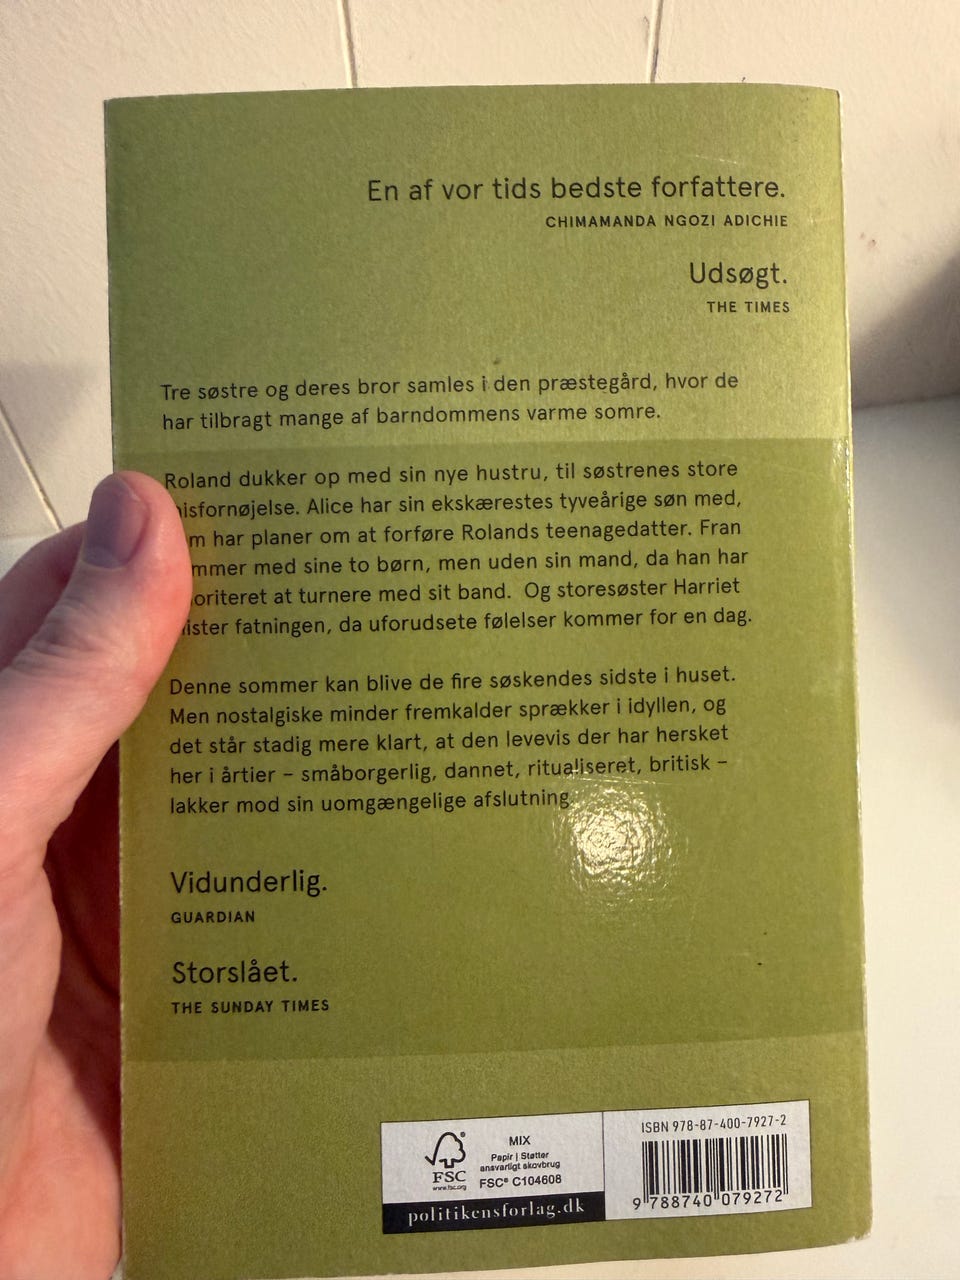 En af vor tids bedste forfattere.
CHIMAMANDA NGOZI ADICHIE
Udsøgt.
THE TIMES
Tre søstre og deres bror samles i den præstegård, hvor de
har tilbragt mange af barndommens varme somre.
Roland dukker op med sin nye hustru, til søstrenes store
isfornøjelse. Alice har sin ekskærestes tyveårige søn med,
m har planer om at forføre Rolands teenagedatter. Fran
mmer med sine to børn, men uden sin mand, da han har
oriteret at turnere med sit band. Og storesøster Harriet
ister fatningen, da uforudsete følelser kommer for en dag.
Denne sommer kan blive de fire søskendes sidste i huset.
Men nostalgiske minder fremkalder sprækker i idyllen, og
det står stadig mere klart, at den levevis der har hersket
her i årtier – småborgerlig, dannet, ritualiseret, britisk –
lakker mod sin uomgængelige afslutning.
Vidunderlig.
GUARDIAN
Storslået.
THE SUNDAY TIMES
FSC
www.fsc.org
MIX
Papir | Støtter
ansvarligt skovbrug
FSC® C104608
politikensforlag.dk
ISBN 978-87-400-7927-2
9 788740 079272